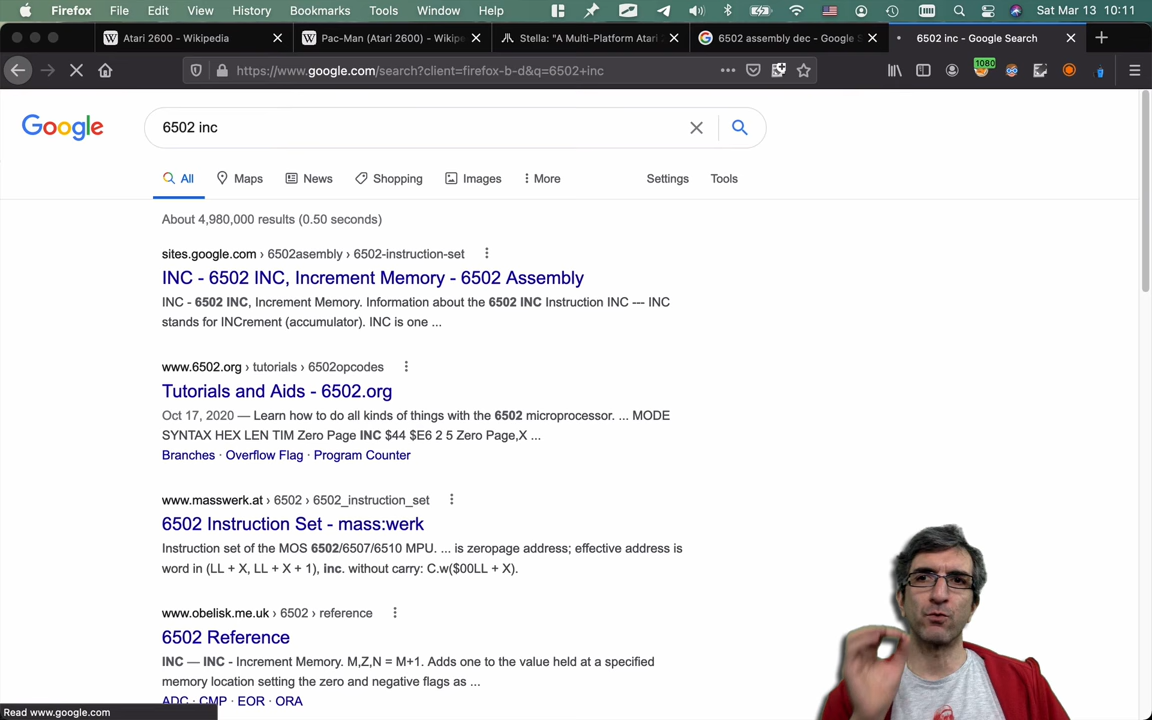 Firefox File Edit View History Bookmarks Tools Window Help Sat Mar 13 10:11
Atari 2600 - Wikipedia Pac-Man (Atari 2600) - Wikipe Stella: "A Multi-Platform Atari 6502 assembly dec - Google S 6502 inc - Google Search
https://www.google.com/search?client=firefox-b-d&q=6502+inc 1080
Google 6502 inc
All Maps News Shopping Images More Settings Tools
About 4,980,000 results (0.50 seconds)
sites.google.com › 6502asembly › 6502-instruction-set
INC - 6502 INC, Increment Memory - 6502 Assembly
INC - 6502 INC, Increment Memory. Information about the 6502 INC Instruction INC --- INC
stands for INCrement (accumulator). INC is one ...
www.6502.org › tutorials › 6502opcodes
Tutorials and Aids - 6502.org
Oct 17, 2020 — Learn how to do all kinds of things with the 6502 microprocessor. ... MODE
SYNTAX HEX LEN TIM Zero Page INC $44 $E6 2 5 Zero Page,X ...
Branches · Overflow Flag · Program Counter
www.masswerk.at › 6502 › 6502_instruction_set
6502 Instruction Set - mass:werk
Instruction set of the MOS 6502/6507/6510 MPU. ... is zeropage address; effective address is
word in (LL + X, LL + X + 1), inc. without carry: C.w($00LL + X).
www.obelisk.me.uk › 6502 › reference
6502 Reference
INC — INC - Increment Memory. M,Z,N = M+1. Adds one to the value held at a specified
memory location setting the zero and negative flags as ...
ADC · CMP · EOR · ORA
Read www.google.com